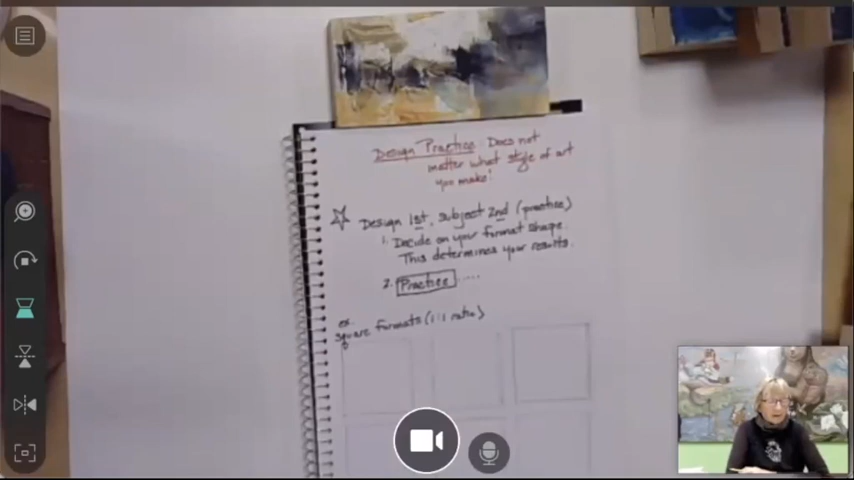 Design Practice: Does not
matter what style of art
you make!
Design 1st, subject 2nd (practice)
1. Decide on your format shape.
This determines your results.
2. Practice.....
ex.
square formats (1:1 ratio)